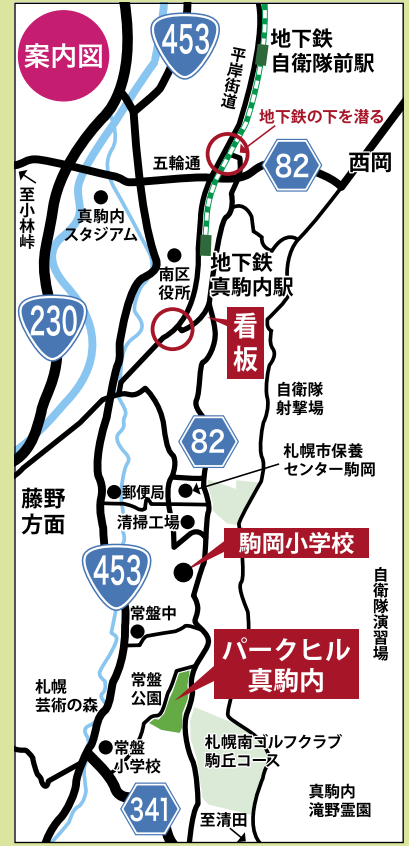 案内図
453
地下鉄
自衛隊前駅
平岸街道
地下鉄の下を潜る
五輪通
82
西岡
至小林峠
真駒内
スタジアム
南区
役所
地下鉄
真駒内駅
230
看板
自衛隊
射撃場
82
札幌市保養
センター駒岡
藤野
方面
郵便局
清掃工場
駒岡小学校
453
自衛隊演習場
常盤中
パークヒル
真駒内
札幌
芸術の森
常盤
公園
札幌南ゴルフクラブ
駒丘コース
常盤
小学校
真駒内
滝野霊園
341
至清田